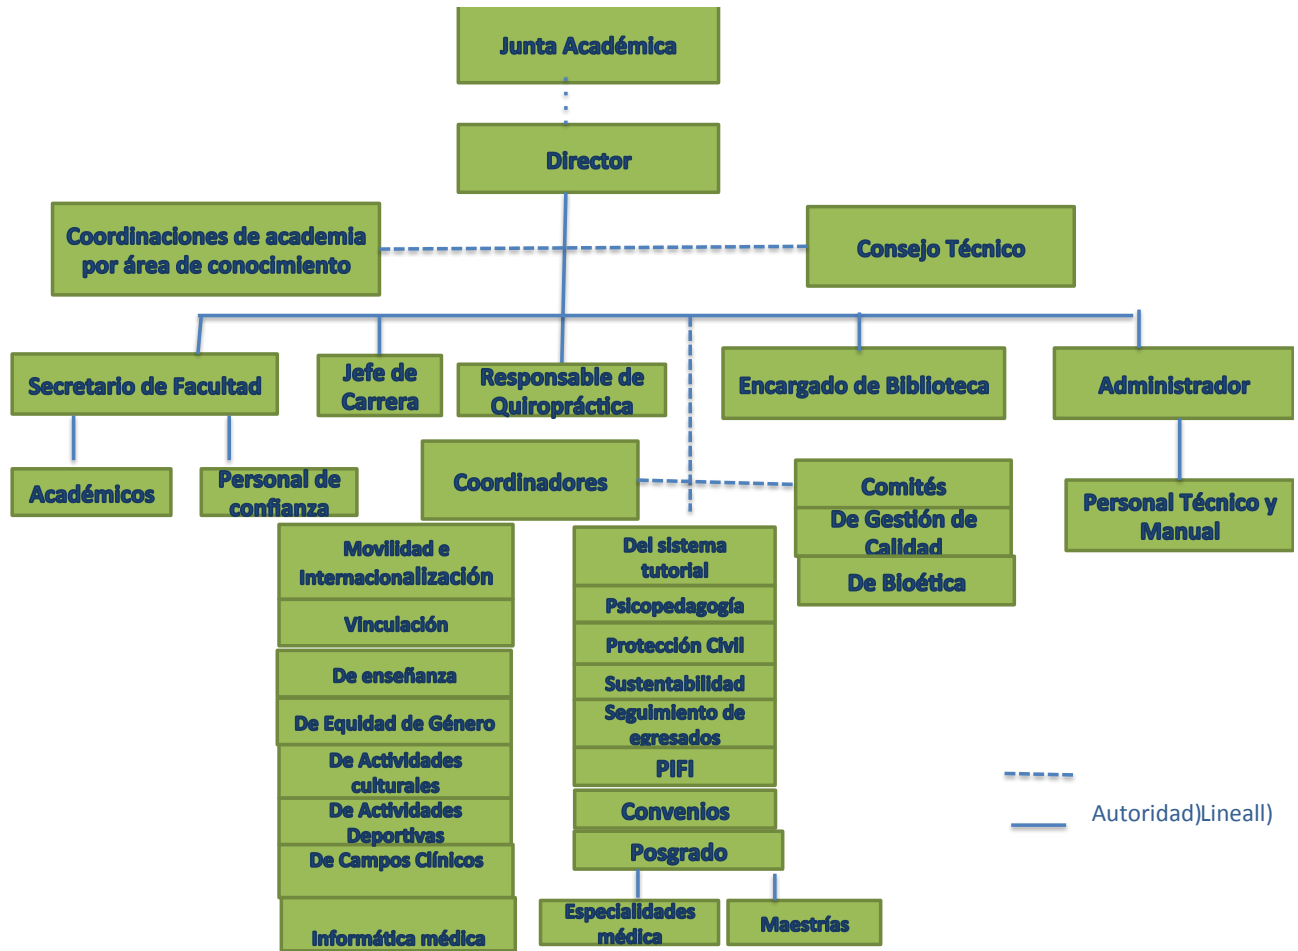 Junta Académica
Director
Coordinaciones de academia
por área de conocimiento
Consejo Técnico
Secretario de Facultad
Jefe de
Carrera
Responsable de
Quiropráctica
Encargado de Biblioteca
Administrador
Académicos
Personal de
confianza
Coordinadores
Comités
De Gestión de
Calidad
De Bioética
Personal Técnico y
Manual
Movilidad e
Internacionalización
Vinculación
De enseñanza
De Equidad de Género
De Actividades
culturales
De Actividades
Deportivas
De Campos Clínicos
Informática médica
Del sistema
tutorial
Psicopedagogía
Protección Civil
Sustentabilidad
Seguimiento de
egresados
PIFI
Convenios
Posgrado
Especialidades
médica
Maestrías
Autoridad)Lineall)